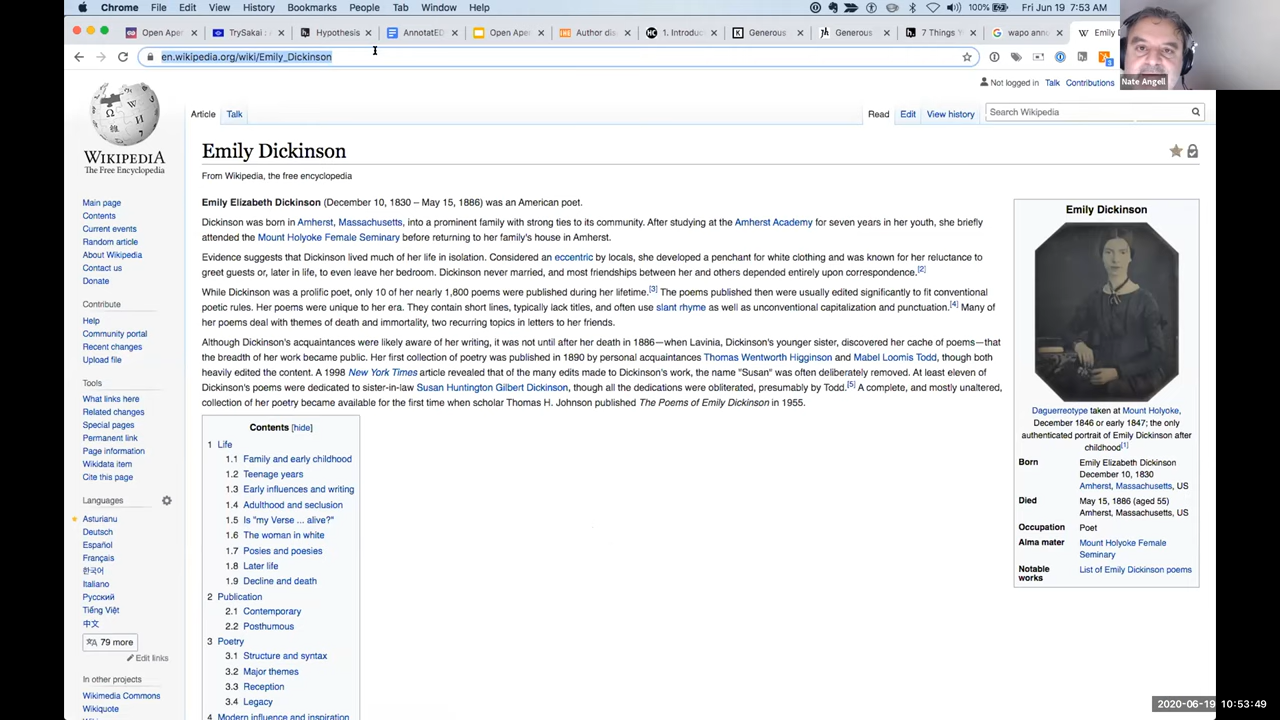 Chrome File Edit View History Bookmarks People Tab Window Help 100% Fri Jun 19 7:53 AM
Open Aper TrySakai : Hypothesis AnnotatED Open Aper Author dia 1. Introduc Generous Generous 7 Things Y wapo anno Emily D
en.wikipedia.org/wiki/Emily_Dickinson
3
Nate Angell
Not logged in Talk Contributions
Article Talk Read Edit View history Search Wikipedia
WIKIPEDIA
The Free Encyclopedia
Main page
Contents
Current events
Random article
About Wikipedia
Contact us
Donate
Contribute
Help
Community portal
Recent changes
Upload file
Tools
What links here
Related changes
Special pages
Permanent link
Page information
Wikidata item
Cite this page
Languages
Asturianu
Deutsch
Español
Français
한국어
Italiano
Русский
Tiếng Việt
中文
79 more
Edit links
In other projects
Wikimedia Commons
Wikiquote
Emily Dickinson
From Wikipedia, the free encyclopedia
Emily Elizabeth Dickinson (December 10, 1830 – May 15, 1886) was an American poet.
Dickinson was born in Amherst, Massachusetts, into a prominent family with strong ties to its community. After studying at the Amherst Academy for seven years in her youth, she briefly
attended the Mount Holyoke Female Seminary before returning to her family's house in Amherst.
Evidence suggests that Dickinson lived much of her life in isolation. Considered an eccentric by locals, she developed a penchant for white clothing and was known for her reluctance to
greet guests or, later in life, to even leave her bedroom. Dickinson never married, and most friendships between her and others depended entirely upon correspondence.[2]
While Dickinson was a prolific poet, only 10 of her nearly 1,800 poems were published during her lifetime.[3] The poems published then were usually edited significantly to fit conventional
poetic rules. Her poems were unique to her era. They contain short lines, typically lack titles, and often use slant rhyme as well as unconventional capitalization and punctuation.[4] Many of
her poems deal with themes of death and immortality, two recurring topics in letters to her friends.
Although Dickinson's acquaintances were likely aware of her writing, it was not until after her death in 1886—when Lavinia, Dickinson's younger sister, discovered her cache of poems—that
the breadth of her work became public. Her first collection of poetry was published in 1890 by personal acquaintances Thomas Wentworth Higginson and Mabel Loomis Todd, though both
heavily edited the content. A 1998 New York Times article revealed that of the many edits made to Dickinson's work, the name "Susan" was often deliberately removed. At least eleven of
Dickinson's poems were dedicated to sister-in-law Susan Huntington Gilbert Dickinson, though all the dedications were obliterated, presumably by Todd.[5] A complete, and mostly unaltered,
collection of her poetry became available for the first time when scholar Thomas H. Johnson published The Poems of Emily Dickinson in 1955.
Contents [hide]
1 Life
1.1 Family and early childhood
1.2 Teenage years
1.3 Early influences and writing
1.4 Adulthood and seclusion
1.5 Is "my Verse ... alive?"
1.6 The woman in white
1.7 Posies and poesies
1.8 Later life
1.9 Decline and death
2 Publication
2.1 Contemporary
2.2 Posthumous
3 Poetry
3.1 Structure and syntax
3.2 Major themes
3.3 Reception
3.4 Legacy
4 Modern influence and inspiration
Emily Dickinson
Daguerreotype taken at Mount Holyoke,
December 1846 or early 1847; the only
authenticated portrait of Emily Dickinson after
childhood[1]
Born Emily Elizabeth Dickinson
December 10, 1830
Amherst, Massachusetts, US
Died May 15, 1886 (aged 55)
Amherst, Massachusetts, US
Occupation Poet
Alma mater Mount Holyoke Female
Seminary
Notable works List of Emily Dickinson poems
2020-06-19 10:53:49